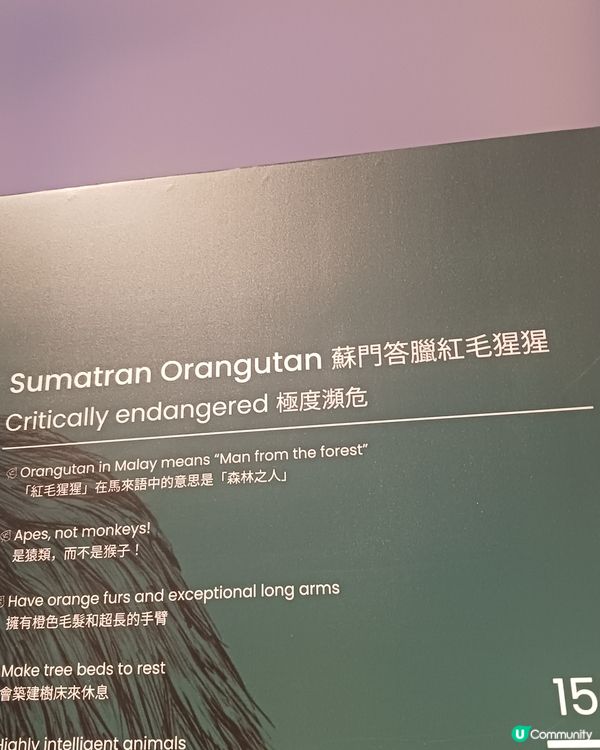 Sumatran Orangutan 蘇門答臘紅毛猩猩
Critically endangered 極度瀕危
Orangutan in Malay means “Man from the forest”
「紅毛猩猩」在馬來語中的意思是「森林之人」
Apes, not monkeys!
是猿類，而不是猴子！
Have orange furs and exceptional long arms
擁有橙色毛髮和超長的手臂
Make tree beds to rest
會築建樹床來休息
Highly intelligent animals
15
U Community